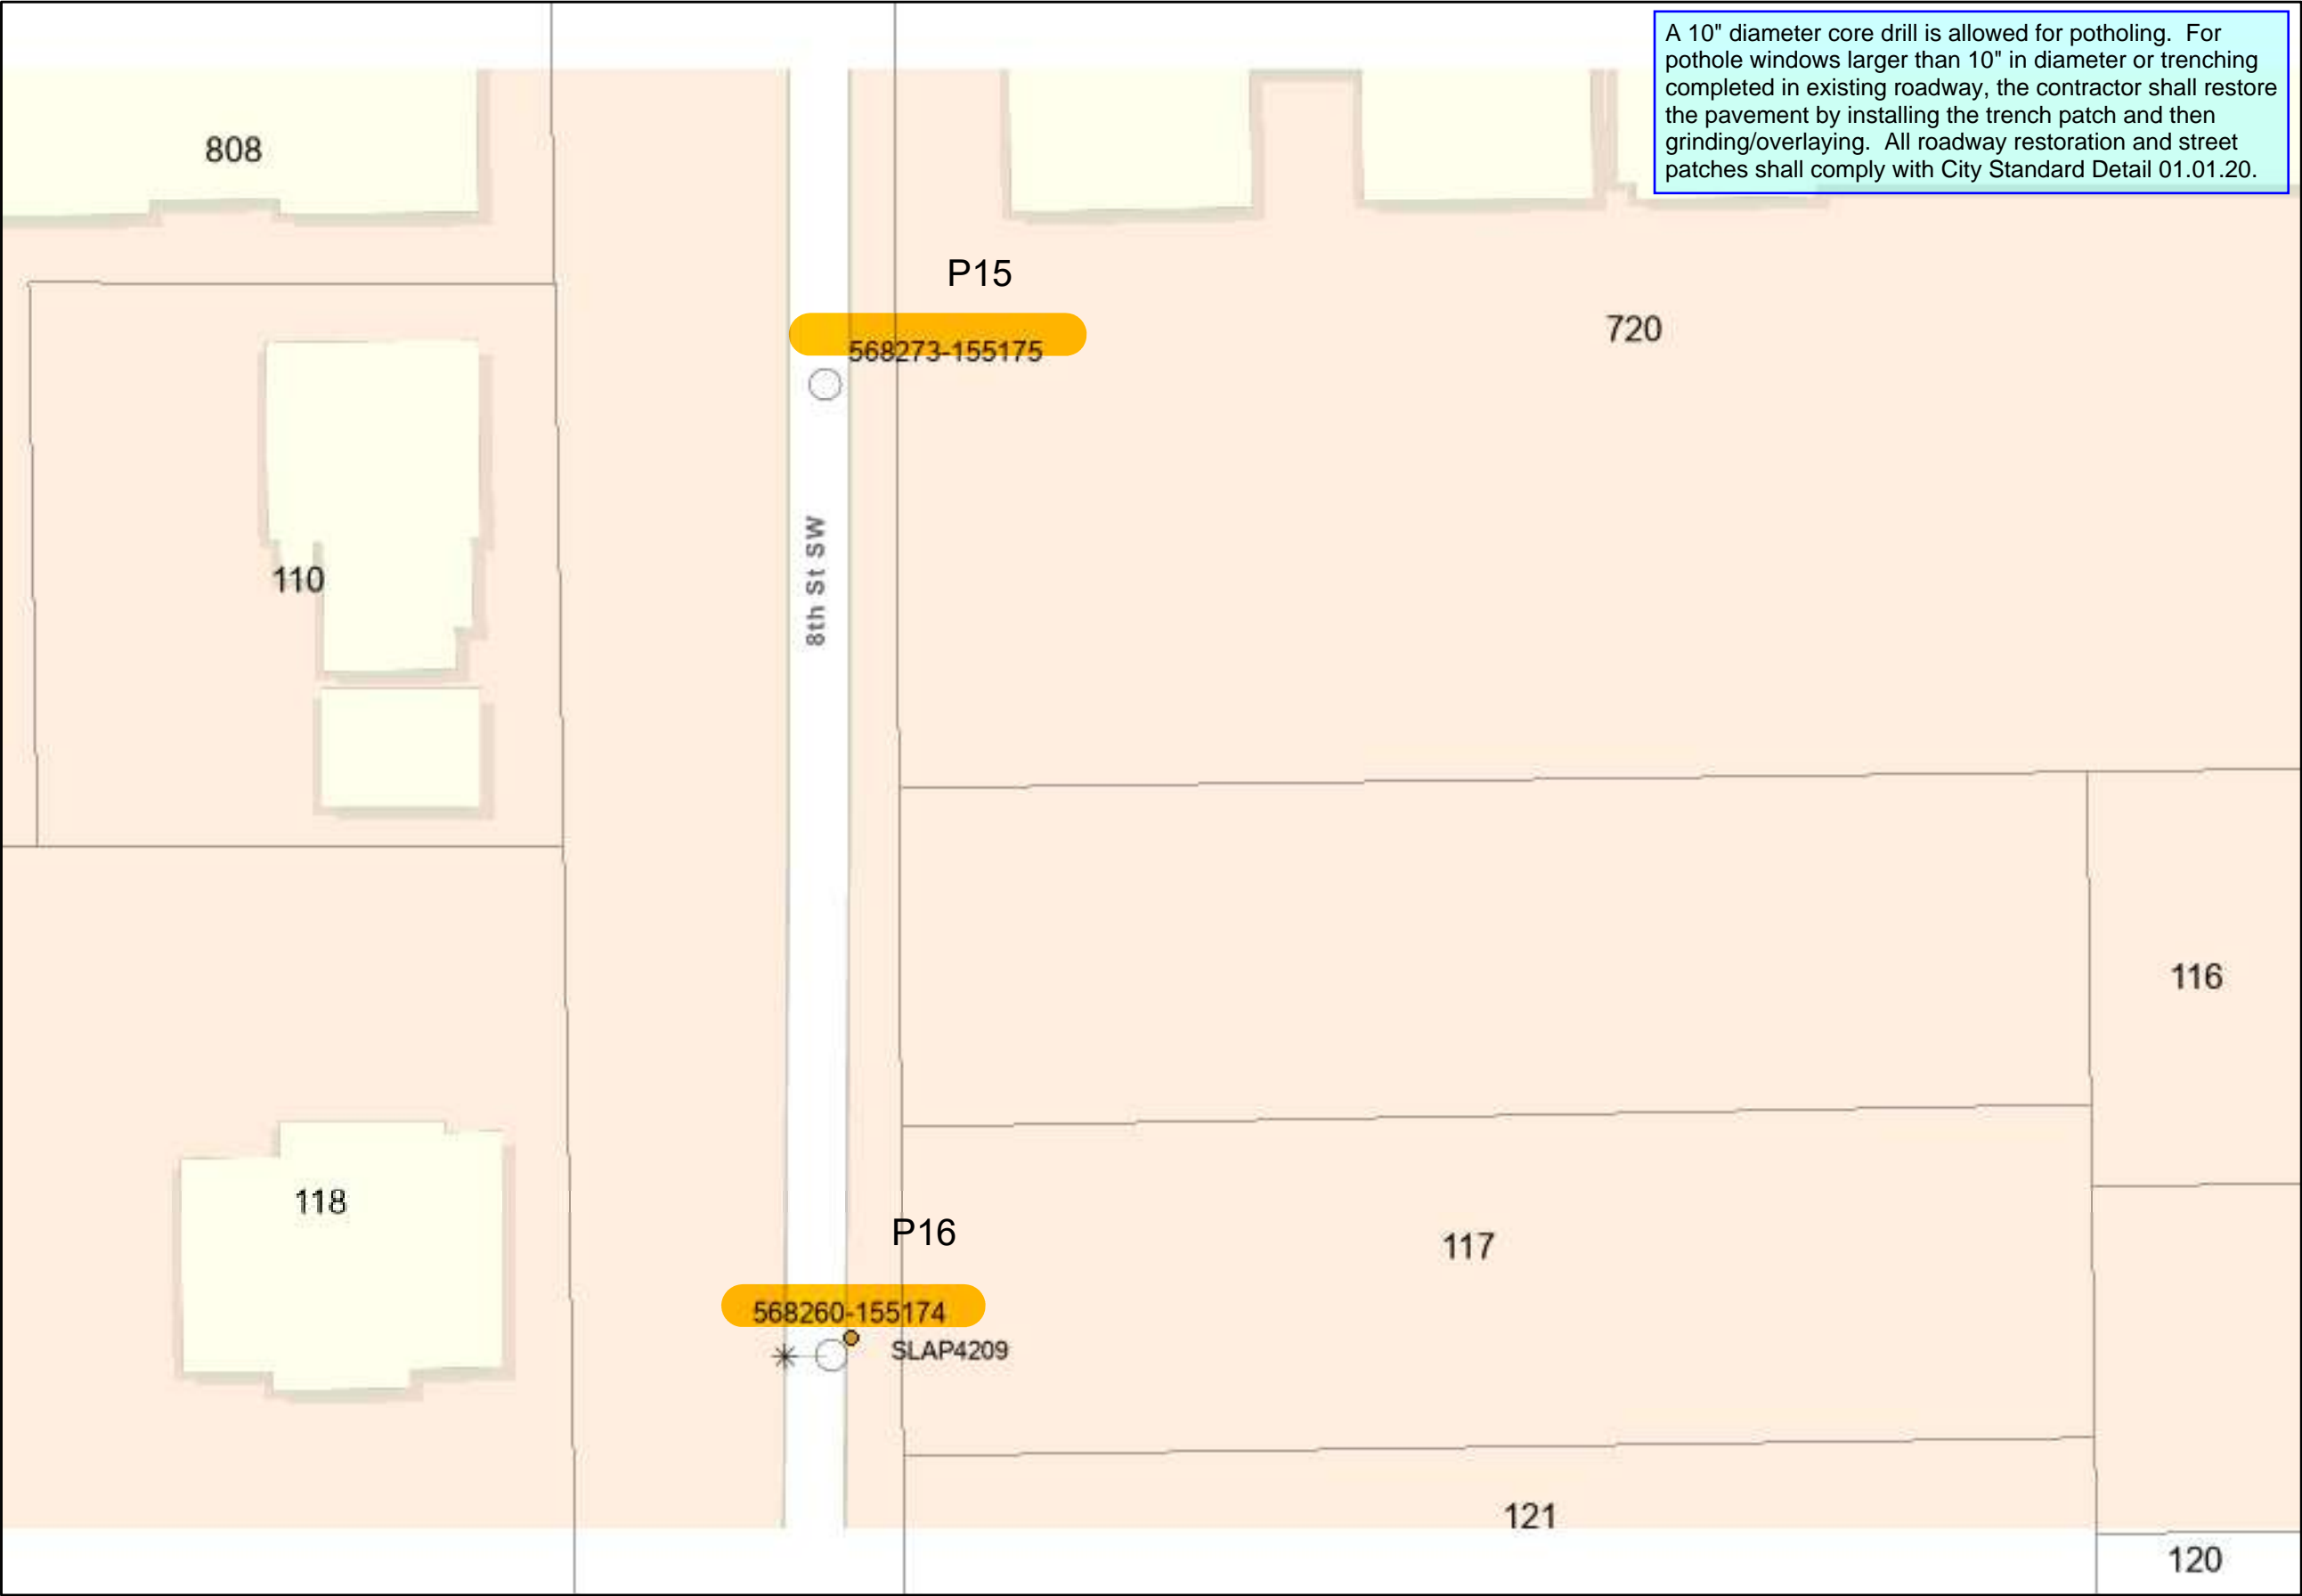 A 10" diameter core drill is allowed for potholing. For
pothole windows larger than 10" in diameter or trenching
completed in existing roadway, the contractor shall restore
the pavement by installing the trench patch and then
grinding/overlaying. All roadway restoration and street
patches shall comply with City Standard Detail 01.01.20.
808
P15
720
568273-155175
8th St SW
110
116
118
P16
117
568260-155174
SLAP4209
121
120